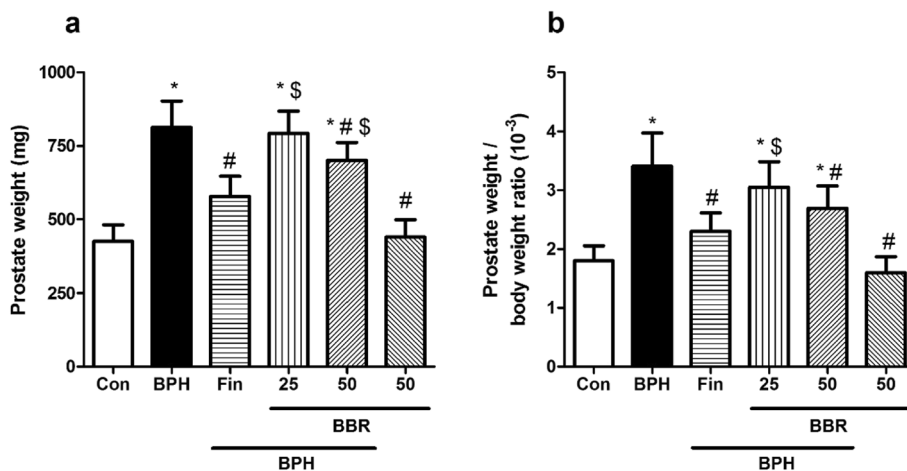 a
Prostate weight (mg)
1000
750
500
250
0
*
#
* $
* # $
#
Con BPH Fin 25 50 50
BBR
BPH
b
Prostate weight /
body weight ratio (10⁻³)
5
4
3
2
1
0
*
#
* $
* #
#
Con BPH Fin 25 50 50
BBR
BPH